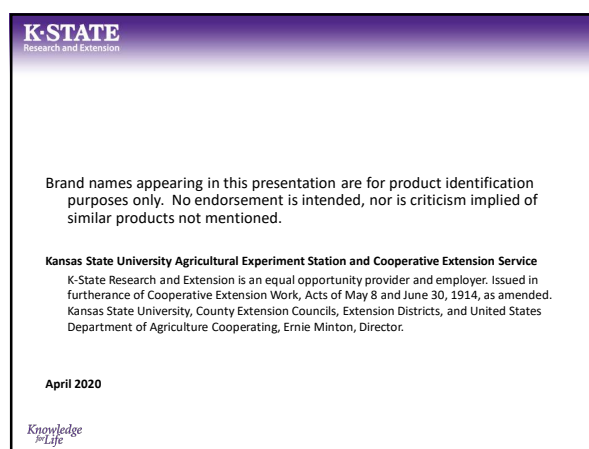 K-STATE
Research and Extension
Brand names appearing in this presentation are for product identification
purposes only. No endorsement is intended, nor is criticism implied of
similar products not mentioned.
Kansas State University Agricultural Experiment Station and Cooperative Extension Service
K-State Research and Extension is an equal opportunity provider and employer. Issued in
furtherance of Cooperative Extension Work, Acts of May 8 and June 30, 1914, as amended.
Kansas State University, County Extension Councils, Extension Districts, and United States
Department of Agriculture Cooperating, Ernie Minton, Director.
April 2020
Knowledge
for Life